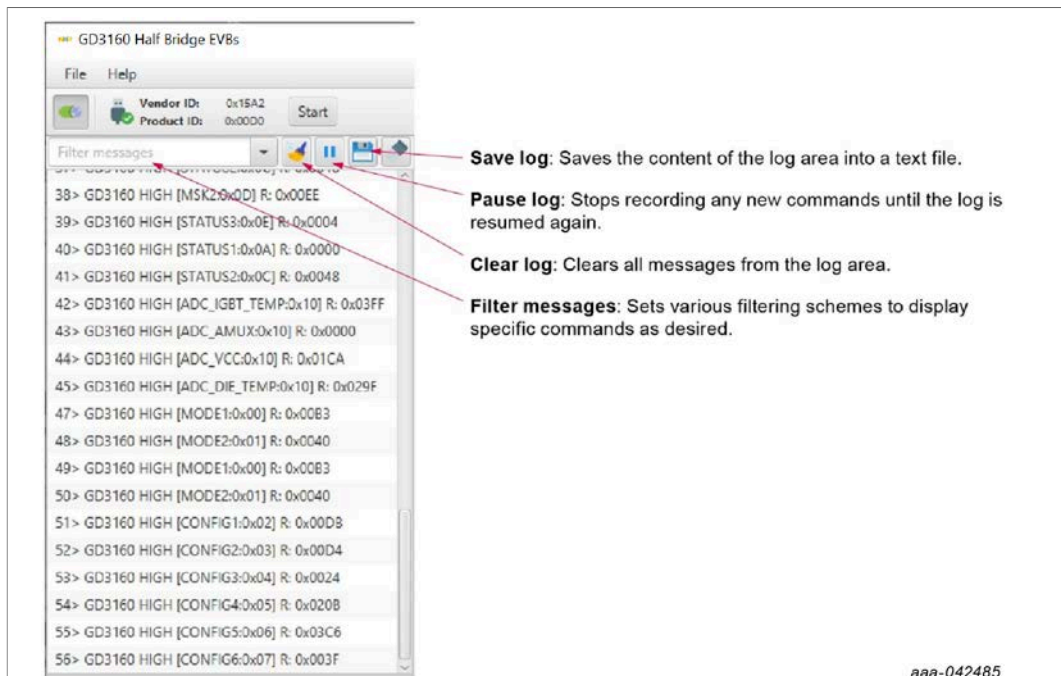 GD3160 Half Bridge EVBs
File Help
Vendor ID: 0x15A2
Product ID: 0x00D0
Start
Filter messages
38> GD3160 HIGH [MSK2:0x0D] R: 0x00EE
39> GD3160 HIGH [STATUS3:0x0E] R: 0x0004
40> GD3160 HIGH [STATUS1:0x0A] R: 0x0000
41> GD3160 HIGH [STATUS2:0x0C] R: 0x0048
42> GD3160 HIGH [ADC_IGBT_TEMP:0x10] R: 0x03FF
43> GD3160 HIGH [ADC_AMUX:0x10] R: 0x0000
44> GD3160 HIGH [ADC_VCC:0x10] R: 0x01CA
45> GD3160 HIGH [ADC_DIE_TEMP:0x10] R: 0x029F
47> GD3160 HIGH [MODE1:0x00] R: 0x00B3
48> GD3160 HIGH [MODE2:0x01] R: 0x0040
49> GD3160 HIGH [MODE1:0x00] R: 0x00B3
50> GD3160 HIGH [MODE2:0x01] R: 0x0040
51> GD3160 HIGH [CONFIG1:0x02] R: 0x00DB
52> GD3160 HIGH [CONFIG2:0x03] R: 0x00D4
53> GD3160 HIGH [CONFIG3:0x04] R: 0x0024
54> GD3160 HIGH [CONFIG4:0x05] R: 0x020B
55> GD3160 HIGH [CONFIG5:0x06] R: 0x03C6
56> GD3160 HIGH [CONFIG6:0x07] R: 0x003F
Save log: Saves the content of the log area into a text file.
Pause log: Stops recording any new commands until the log is
resumed again.
Clear log: Clears all messages from the log area.
Filter messages: Sets various filtering schemes to display
specific commands as desired.
aaa-042485